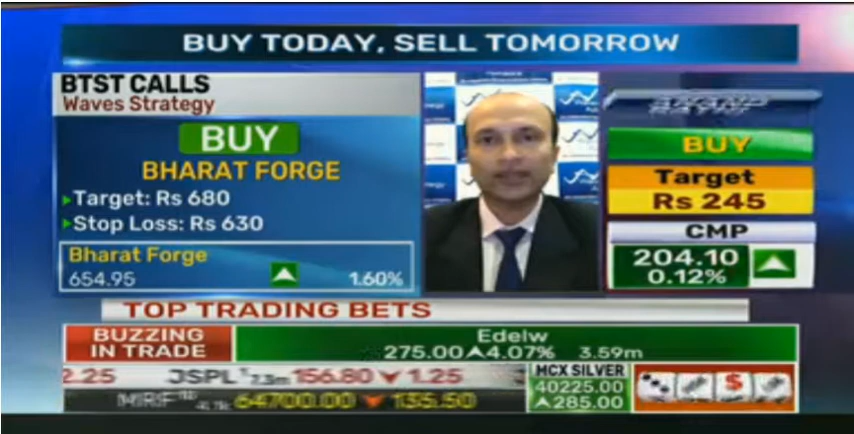 BUY TODAY, SELL TOMORROW
BTST CALLS
Waves Strategy
BUY
BHARAT FORGE
Target: Rs 680
Stop Loss: Rs 630
Bharat Forge
654.95 1.60%
BUY
Target
Rs 245
CMP
204.10
0.12%
TOP TRADING BETS
BUZZING
IN TRADE
Edelw
275.00 ▲ 4.07% 3.59m
2.25 JSPL 7.3m 156.80 ▼ 1.25
64700.00 ▼ 135.50
MCX SILVER
40225.00
▲ 285.00
$